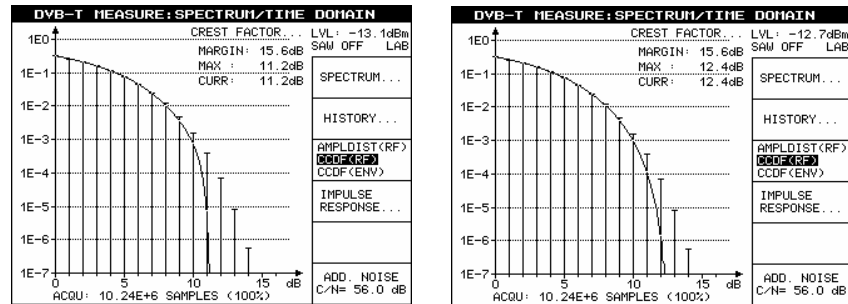 DVB-T MEASURE:SPECTRUM/TIME DOMAIN
CREST FACTOR... LVL: -13.1dBm
MARGIN: 15.6dB SAW OFF LAB
MAX : 11.2dB
CURR: 11.2dB
1E0
1E-1
1E-2
1E-3
1E-4
1E-5
1E-6
1E-7
0 5 10 15 dB
ACQU: 10.24E+6 SAMPLES (100%)
SPECTRUM...
HISTORY...
AMPLDIST(RF)
CCDF(RF)
CCDF(ENV)
IMPULSE
RESPONSE...
ADD. NOISE
C/N= 56.0 dB
DVB-T MEASURE:SPECTRUM/TIME DOMAIN
CREST FACTOR... LVL: -12.7dBm
MARGIN: 15.6dB SAW OFF LAB
MAX : 12.4dB
CURR: 12.4dB
1E0
1E-1
1E-2
1E-3
1E-4
1E-5
1E-6
1E-7
0 5 10 15 dB
ACQU: 10.24E+6 SAMPLES (100%)
SPECTRUM...
HISTORY...
AMPLDIST(RF)
CCDF(RF)
CCDF(ENV)
IMPULSE
RESPONSE...
ADD. NOISE
C/N= 56.0 dB